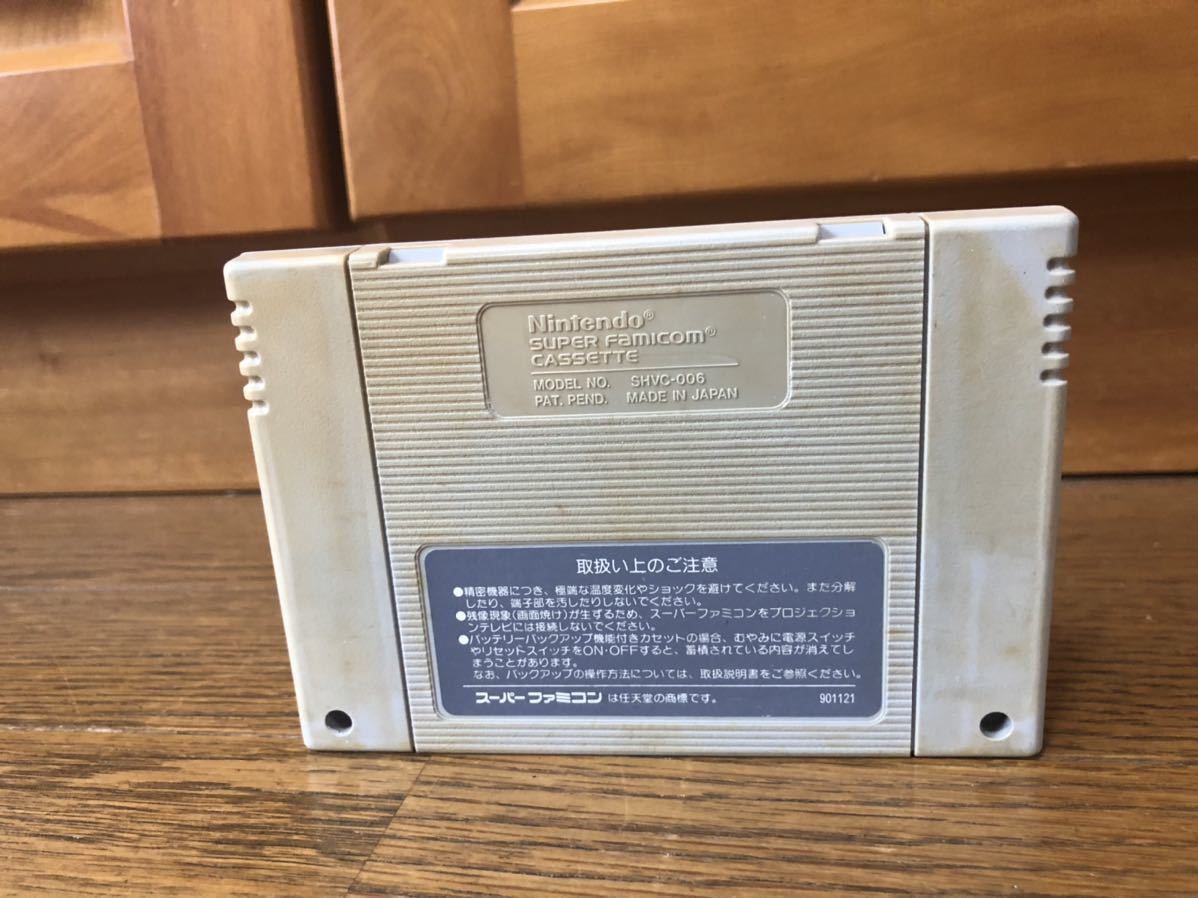 Nintendo®
SUPER FAMICOM®
CASSETTE
MODEL NO. SHVC-006
PAT. PEND. MADE IN JAPAN
取扱い上のご注意
●精密機器につき、極端な温度変化やショックを避けてください。また分解
したり、端子部を汚したりしないでください。
●残像現象(画面焼け)が生ずるため、スーパーファミコンをプロジェクショ
ンテレビには接続しないでください。
●バッテリーバックアップ機能付きカセットの場合、むやみに電源スイッチ
やリセットスイッチをON・OFFすると、蓄積されている内容が消えてし
まうことがあります。
なお、バックアップの操作方法については、取扱説明書をご参照ください。
スーパーファミコンは任天堂の商標です。 901121